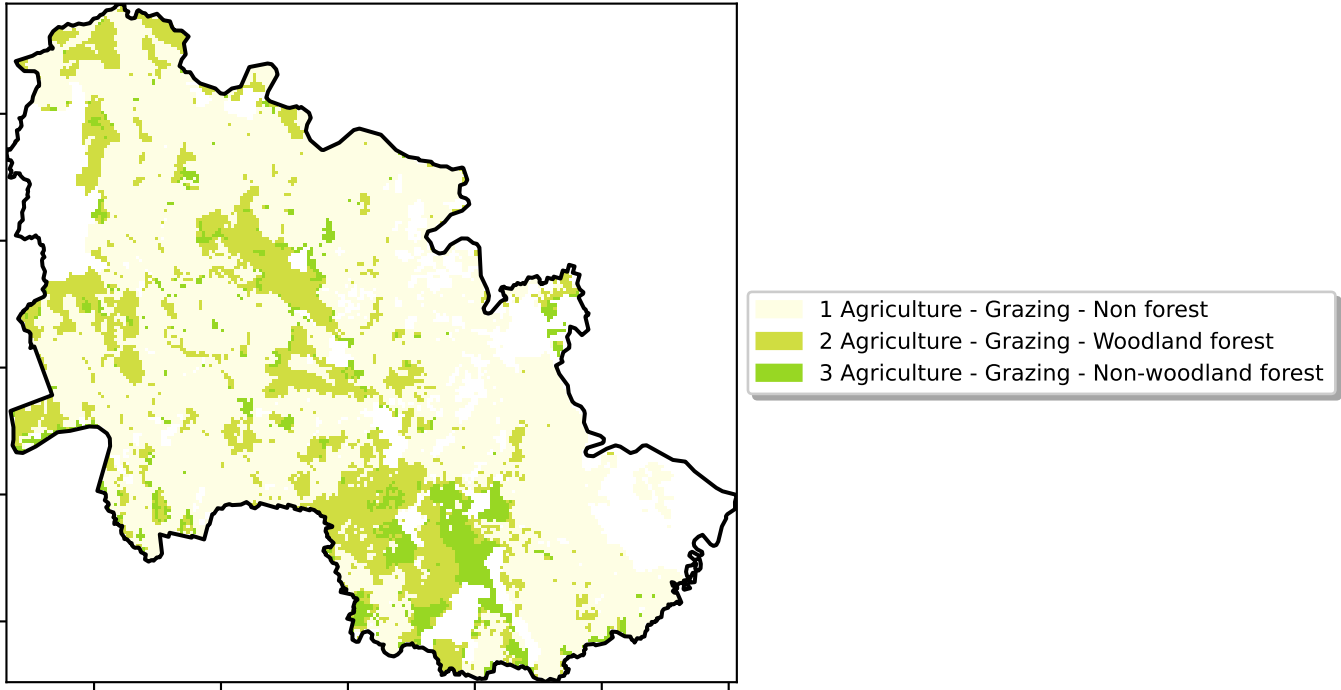 1 Agriculture - Grazing - Non forest
2 Agriculture - Grazing - Woodland forest
3 Agriculture - Grazing - Non-woodland forest